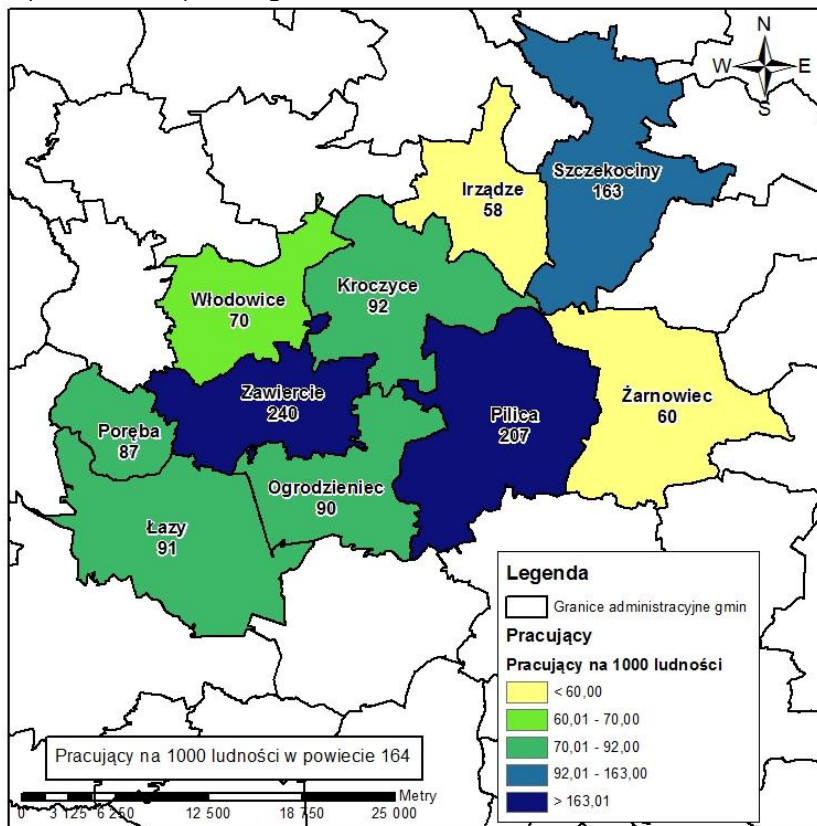 N
W E
S
Szczekociny
163
Irządze
58
Włodowice
70
Kroczyce
92
Zawiercie
240
Pilica
207
Żarnowiec
60
Poręba
87
Ogrodzieniec
90
Łazy
91
Legenda
Granice administracyjne gmin
Pracujący
Pracujący na 1000 ludności
< 60,00
60,01 - 70,00
70,01 - 92,00
92,01 - 163,00
> 163,01
Pracujący na 1000 ludności w powiecie 164
Metry
0 3 125 6 250 12 500 18 750 25 000